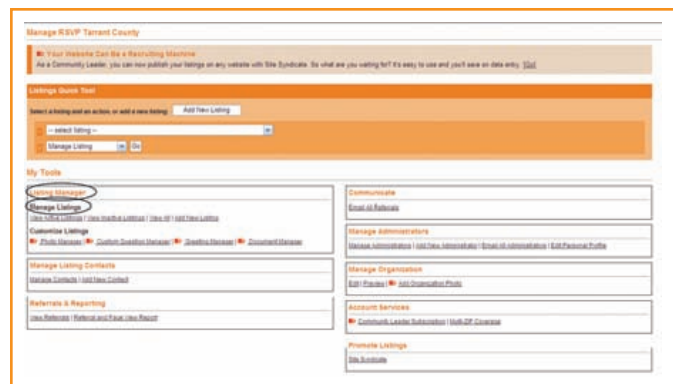 Manage RSVP Tarrant County
Your Website Can Be a Recruiting Machine
As a Community Leader, you can now publish your listings on any website with Site Syndicate. So what are you waiting for? It's easy to use and you'll save on data entry.
Listings Quick Tool
Select a listing and an action, or add a new listing: Add New Listing
-- select listing --
Manage Listing Go
My Tools
Listing Manager
Manage Listings
View Active Listings | View Inactive Listings | View All | Add New Listing
Customize Listings
Photo Manager | Custom Question Manager | Greeting Manager | Document Manager
Manage Listing Contacts
Manage Contacts | Add New Contact
Referrals & Reporting
View Referrals | Referral and Page View Report
Communicate
Email All Referrals
Manage Administrators
Manage Administrators | Add New Administrator | Email All Administrators | Edit Personal Profile
Manage Organization
Edit | Preview | Add Organization Photo
Account Services
Community Leader Subscription | Multi-ZIP Coverage
Promote Listings
Site Syndicate